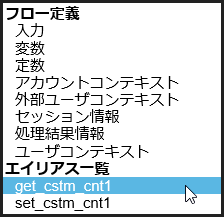 フロー定義
入力
変数
定数
アカウントコンテキスト
外部ユーザコンテキスト
セッション情報
処理結果情報
ユーザコンテキスト
エイリアス一覧
get_cstm_cnt1
set_cstm_cnt1